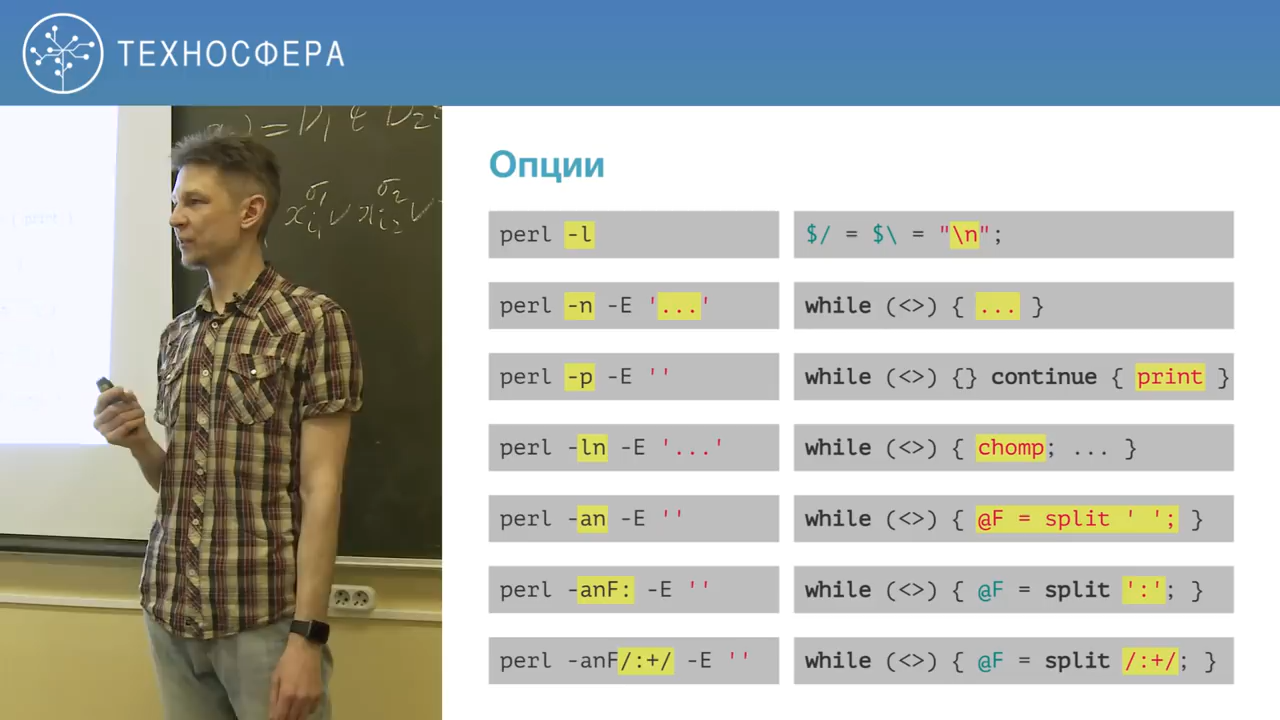 ТЕХНОСФЕРА
Опции
perl -l    $/ = $\ = "\n";
perl -n -E '...'    while (<>) { ... }
perl -p -E ''    while (<>) {} continue { print }
perl -ln -E '...'    while (<>) { chomp; ... }
perl -an -E ''    while (<>) { @F = split ' '; }
perl -anF: -E ''    while (<>) { @F = split ':'; }
perl -anF/:+/ -E ''    while (<>) { @F = split /:+/; }